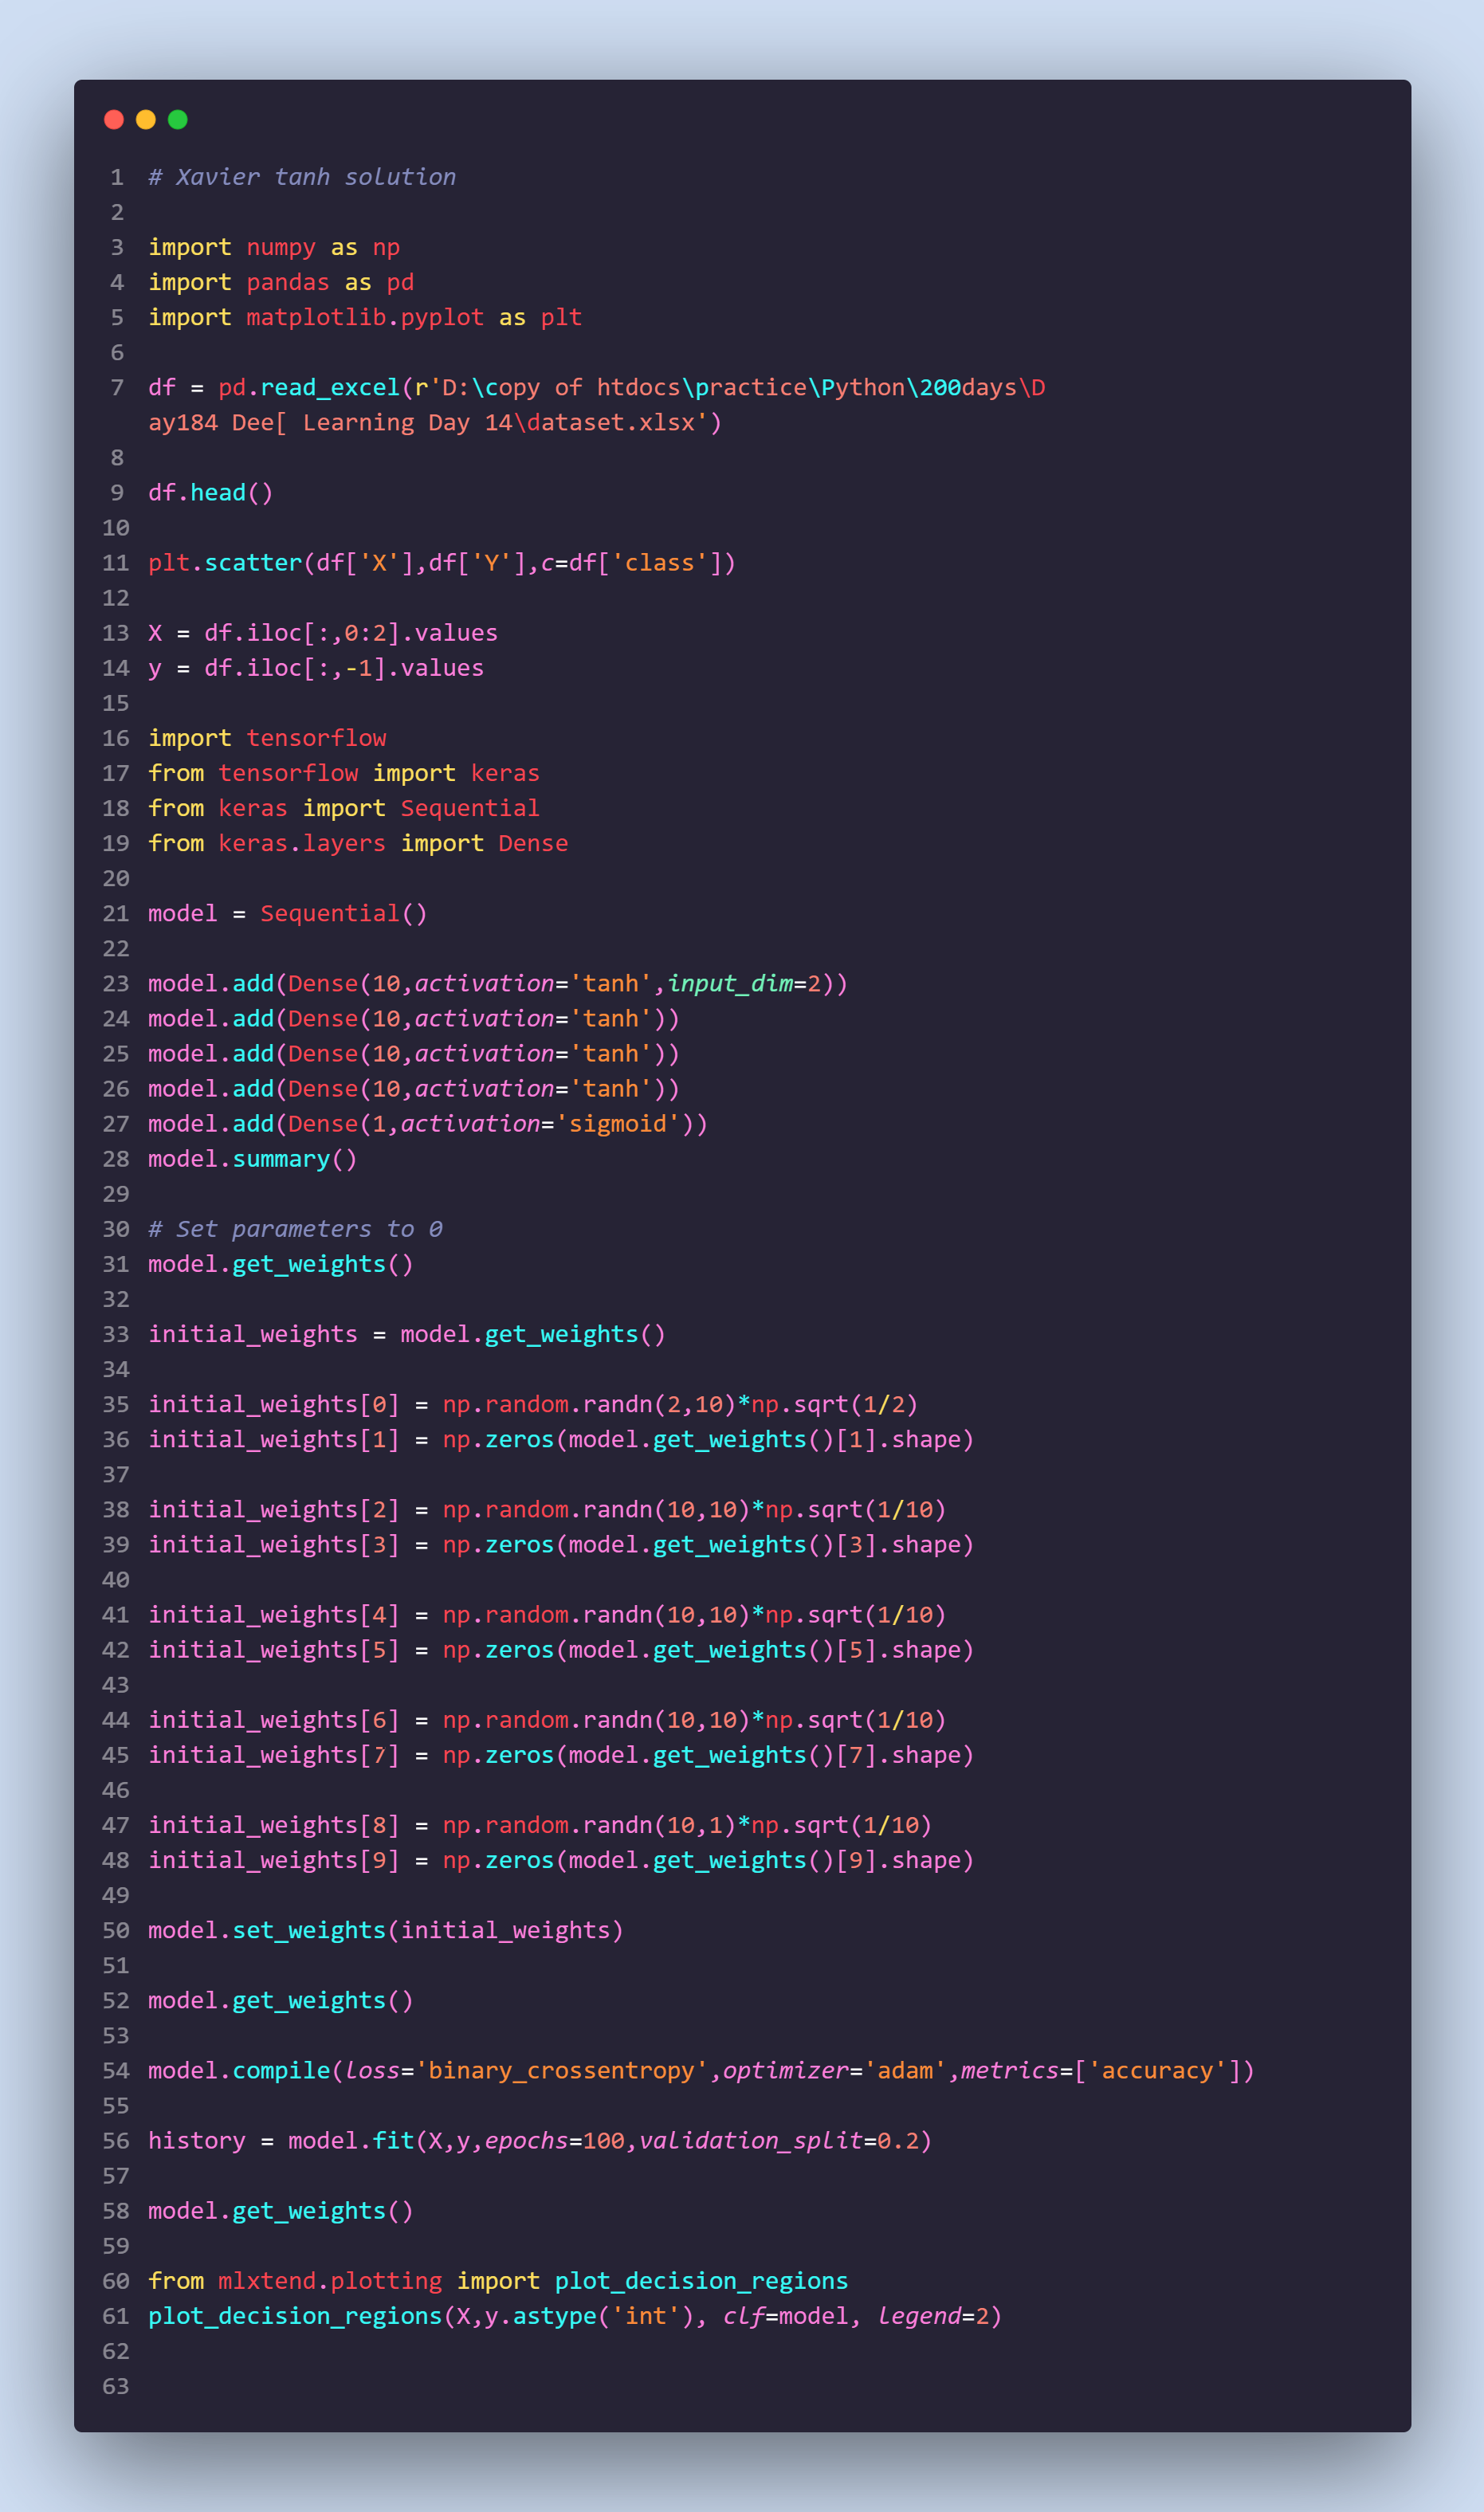 1 # Xavier tanh solution
2
3 import numpy as np
4 import pandas as pd
5 import matplotlib.pyplot as plt
6
7 df = pd.read_excel(r'D:\copy of htdocs\practice\Python\200days\D
ay184 Dee[ Learning Day 14\dataset.xlsx')
8
9 df.head()
10
11 plt.scatter(df['X'],df['Y'],c=df['class'])
12
13 X = df.iloc[:,0:2].values
14 y = df.iloc[:,-1].values
15
16 import tensorflow
17 from tensorflow import keras
18 from keras import Sequential
19 from keras.layers import Dense
20
21 model = Sequential()
22
23 model.add(Dense(10,activation='tanh',input_dim=2))
24 model.add(Dense(10,activation='tanh'))
25 model.add(Dense(10,activation='tanh'))
26 model.add(Dense(10,activation='tanh'))
27 model.add(Dense(1,activation='sigmoid'))
28 model.summary()
29
30 # Set parameters to 0
31 model.get_weights()
32
33 initial_weights = model.get_weights()
34
35 initial_weights[0] = np.random.randn(2,10)*np.sqrt(1/2)
36 initial_weights[1] = np.zeros(model.get_weights()[1].shape)
37
38 initial_weights[2] = np.random.randn(10,10)*np.sqrt(1/10)
39 initial_weights[3] = np.zeros(model.get_weights()[3].shape)
40
41 initial_weights[4] = np.random.randn(10,10)*np.sqrt(1/10)
42 initial_weights[5] = np.zeros(model.get_weights()[5].shape)
43
44 initial_weights[6] = np.random.randn(10,10)*np.sqrt(1/10)
45 initial_weights[7] = np.zeros(model.get_weights()[7].shape)
46
47 initial_weights[8] = np.random.randn(10,1)*np.sqrt(1/10)
48 initial_weights[9] = np.zeros(model.get_weights()[9].shape)
49
50 model.set_weights(initial_weights)
51
52 model.get_weights()
53
54 model.compile(loss='binary_crossentropy',optimizer='adam',metrics=['accuracy'])
55
56 history = model.fit(X,y,epochs=100,validation_split=0.2)
57
58 model.get_weights()
59
60 from mlxtend.plotting import plot_decision_regions
61 plot_decision_regions(X,y.astype('int'), clf=model, legend=2)
62
63